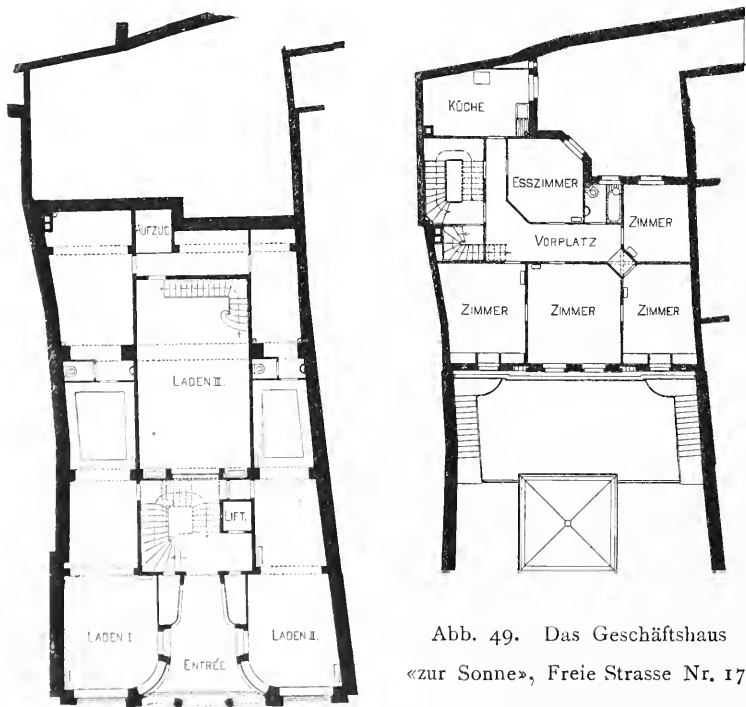 AUFZUG
LADEN III.
LIFT.
LADEN I
LADEN II.
ENTRÉE
KÜCHE
ESSZIMMER
ZIMMER
VORPLATZ
ZIMMER
ZIMMER
ZIMMER
Abb. 49. Das Geschäftshaus
«zur Sonne», Freie Strasse Nr. 17